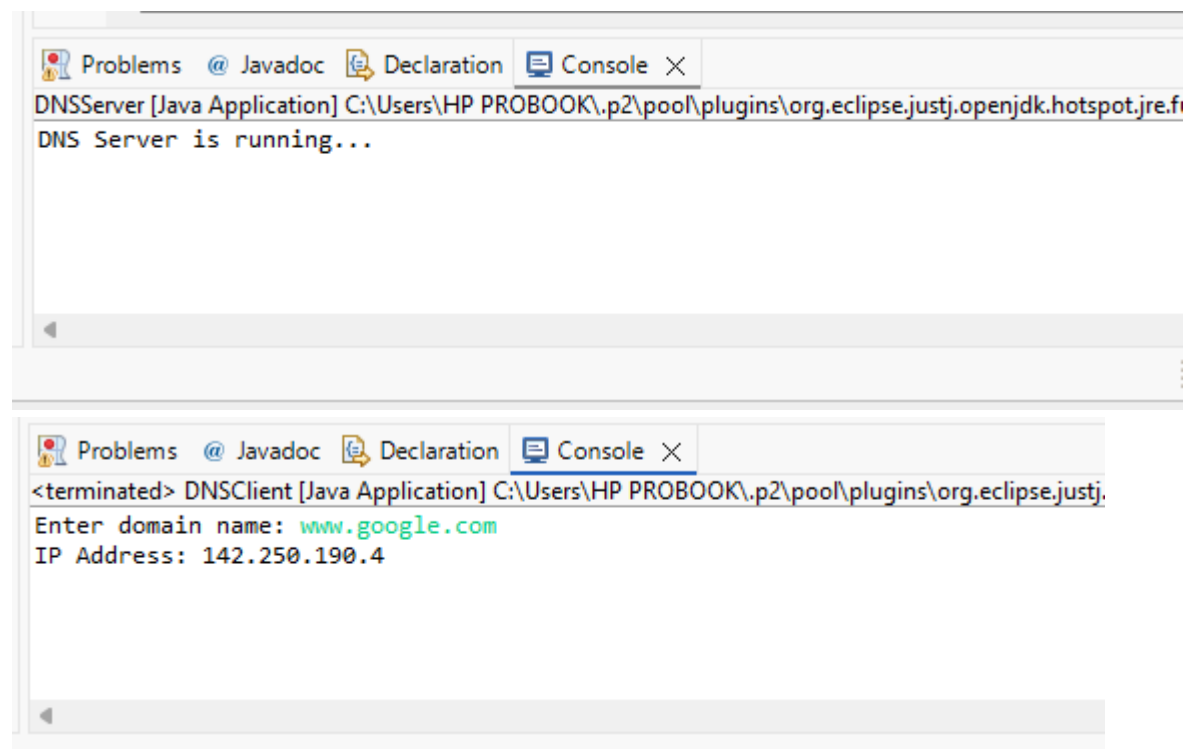 Problems @ Javadoc Declaration Console
DNSServer [Java Application] C:\Users\HP PROBOOK\.p2\pool\plugins\org.eclipse.justj.openjdk.hotspot.jre.fu
DNS Server is running...
Problems @ Javadoc Declaration Console
<terminated> DNSClient [Java Application] C:\Users\HP PROBOOK\.p2\pool\plugins\org.eclipse.justj.
Enter domain name: www.google.com
IP Address: 142.250.190.4